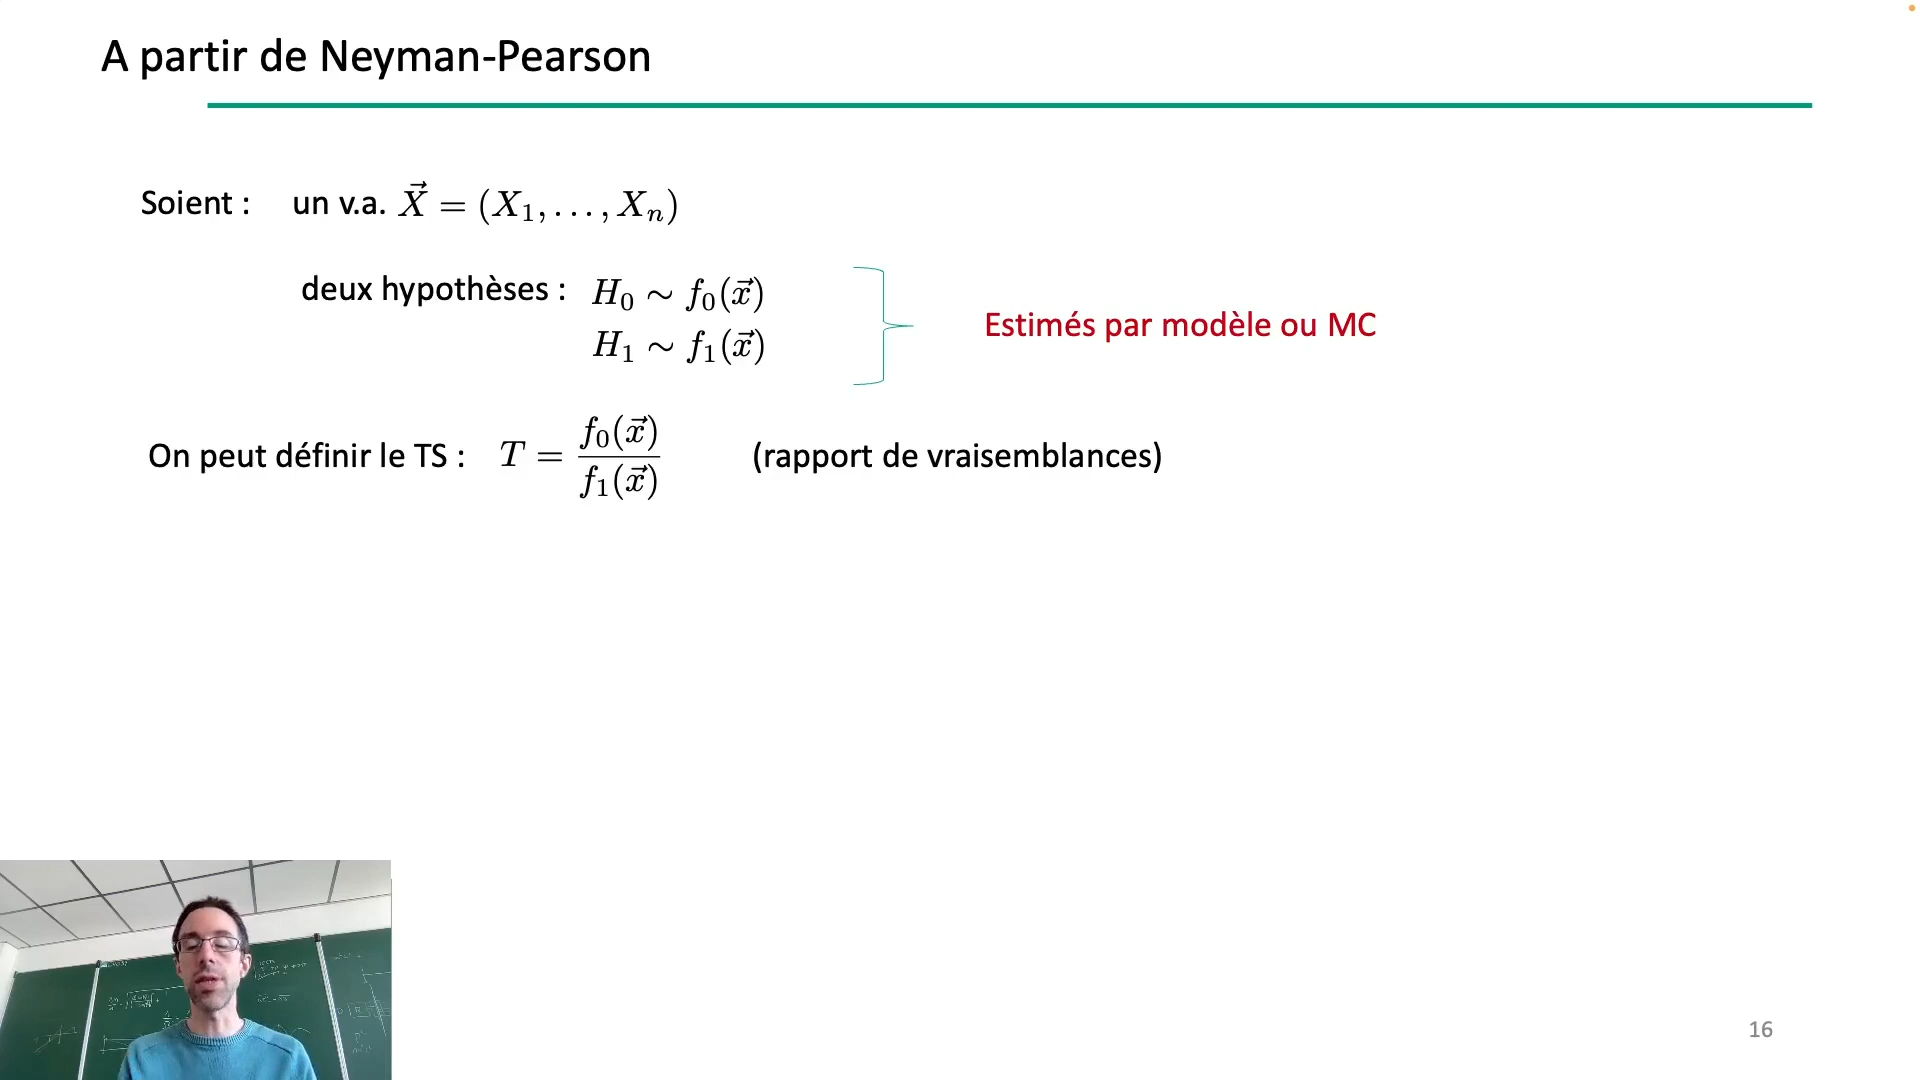 A partir de Neyman-Pearson
Soient : un v.a. $\vec{X} = (X_1, \ldots, X_n)$
deux hypothèses : $H_0 \sim f_0(\vec{x})$
$H_1 \sim f_1(\vec{x})$
Estimés par modèle ou MC
On peut définir le TS : $T = \frac{f_0(\vec{x})}{f_1(\vec{x})}$ (rapport de vraisemblances)
16